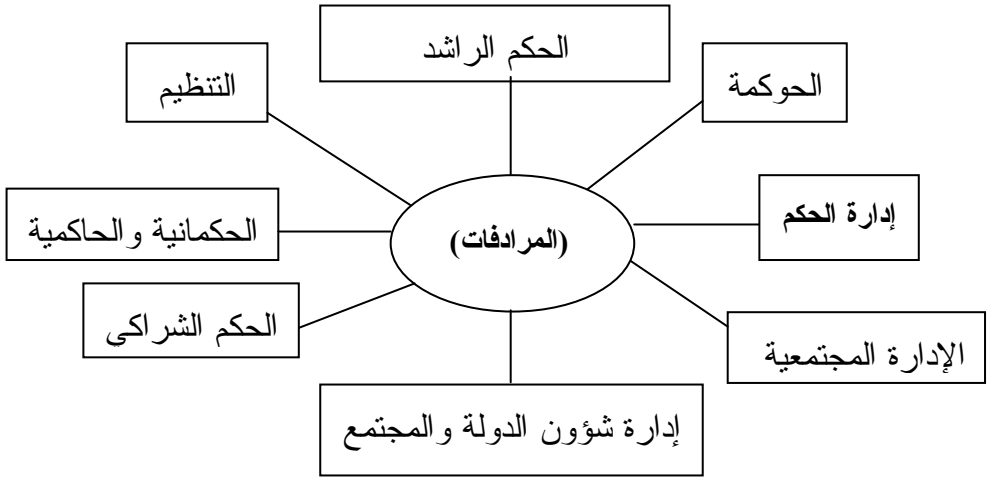 الحكم الراشد
الحوكمة
التنظيم
إدارة الحكم
الحكمانية والحاكمية
(المرادفات)
الحكم الشراكي
الإدارة المجتمعية
إدارة شؤون الدولة والمجتمع